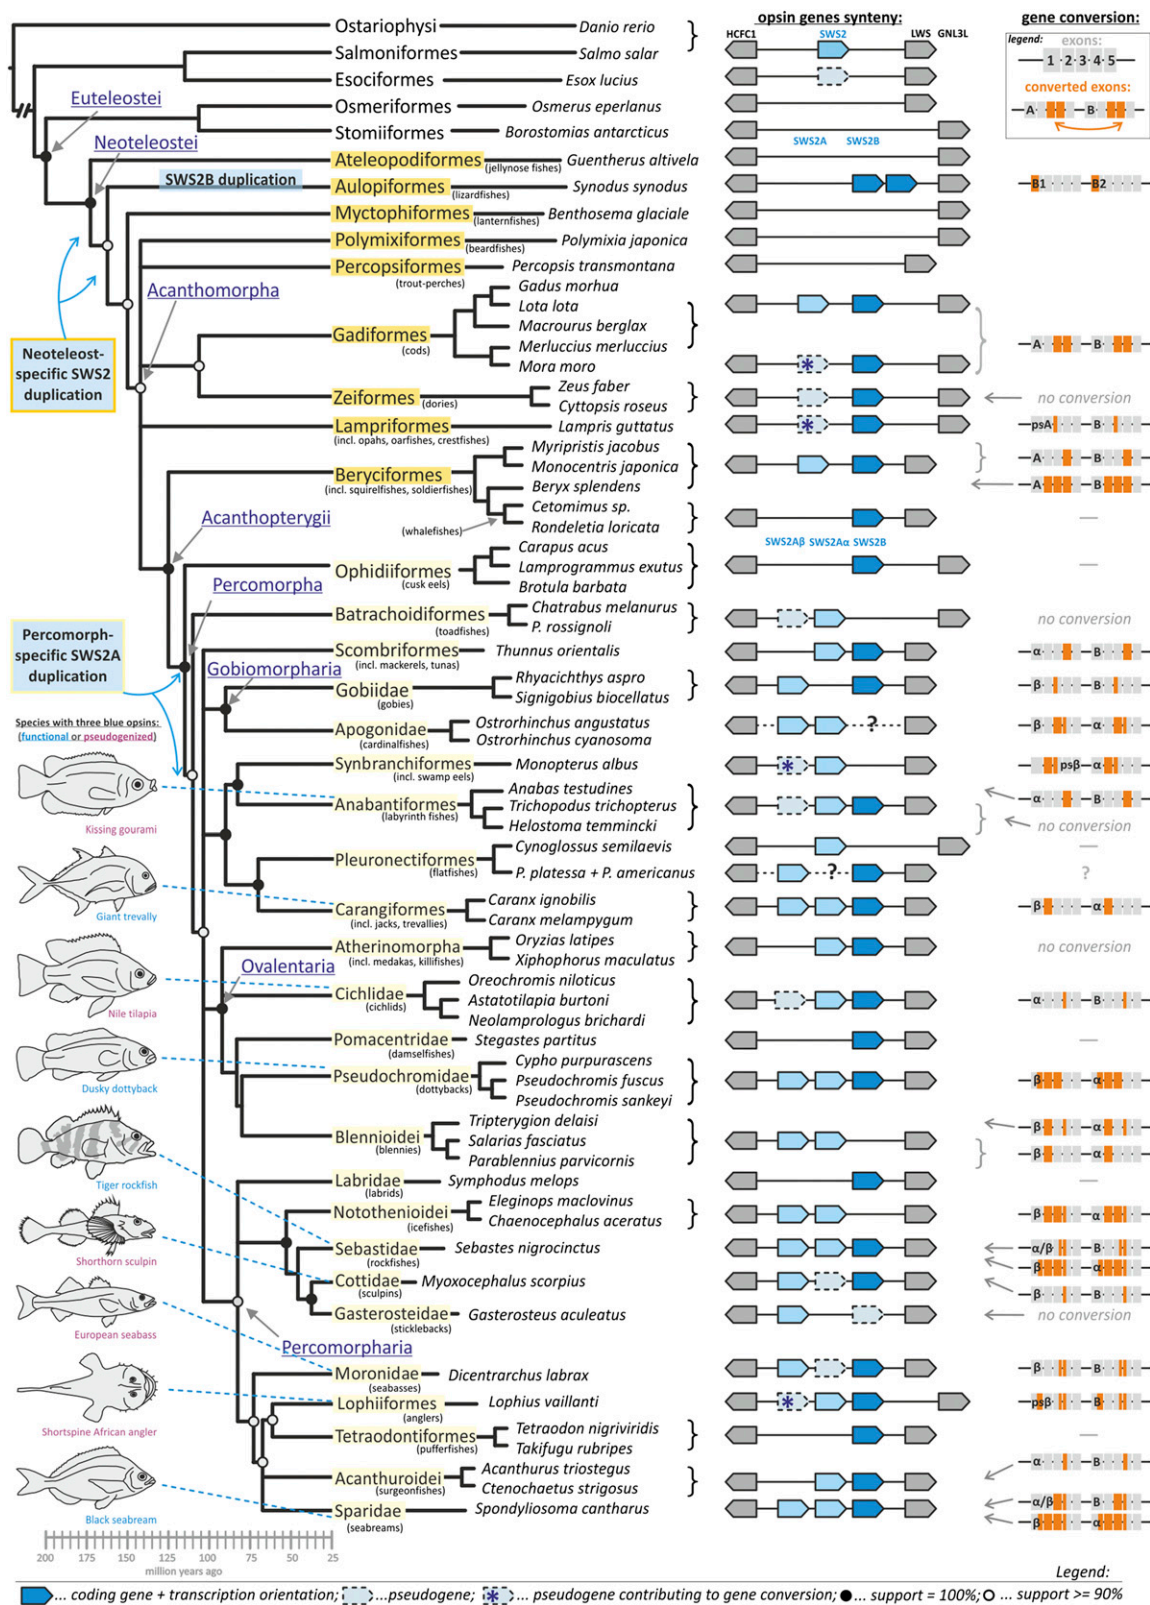 opsin genes synteny:
gene conversion:
HCFC1
SWS2
LWS
GNL3L
legend:
exons:
1 2 3 4 5
converted exons:
A B
Ostariophysi
Danio rerio
Salmoniformes
Salmo salar
Esociformes
Esox lucius
Euteleostei
Osmeriformes
Osmerus eperlanus
Stomiiformes
Borostomias antarcticus
Neoteleostei
SWS2A SWS2B
Ateleopodiformes
(jellynose fishes)
Guentherus altivela
SWS2B duplication
Aulopiformes
(lizardfishes)
Synodus synodus
B1 B2
Myctophiformes
(lanternfishes)
Benthosema glaciale
Polymixiformes
(beardfishes)
Polymixia japonica
Percopsiformes
(trout-perches)
Percopsis transmontana
Acanthomorpha
Gadus morhua
Lota lota
Macrourus berglax
Gadiformes
(cods)
Merluccius merluccius
Mora moro
*
A B
Neoteleost-
specific SWS2
duplication
Zeiformes (dories)
Zeus faber
Cyttopsis roseus
no conversion
Lampriformes
(incl. opahs, oarfishes, crestfishes)
Lampris guttatus
*
psA B
Myripristis jacobus
Monocentris japonica
A B
Beryciformes
(incl. squirelfishes, soldierfishes)
Beryx splendens
A B
(whalefishes)
Cetomimus sp.
Rondeletia loricata
—
Acanthopterygii
SWS2Aβ SWS2Aα SWS2B
Ophidiiformes
(cusk eels)
Carapus acus
Lamprogrammus exutus
Brotula barbata
—
Percomorpha
Batrachoidiformes
(toadfishes)
Chatrabus melanurus
P. rossignoli
no conversion
Percomorph-
specific SWS2A
duplication
Scombriformes
(incl. mackerels, tunas)
Thunnus orientalis
α B
Gobiomorpharia
Gobiidae
(gobies)
Rhyacichthys aspro
Signigobius biocellatus
β B
Apogonidae
(cardinalfishes)
Ostrorhinchus angustatus
Ostrorhinchus cyanosoma
?
β α
Species with three blue opsins:
(functional or pseudogenized)
Synbranchiformes
(incl. swamp eels)
Monopterus albus
*
psβ α
Anabantiformes
(labyrinth fishes)
Anabas testudines
Trichopodus trichopterus
Helostoma temmincki
α B
no conversion
Kissing gourami
Pleuronectiformes
(flatfishes)
Cynoglossus semilaevis
—
P. platessa + P. americanus
?
?
Giant trevally
Carangiformes
(incl. jacks, trevallies)
Caranx ignobilis
Caranx melampygum
β α
Atherinomorpha
(incl. medakas, killifishes)
Oryzias latipes
Xiphophorus maculatus
no conversion
Ovalentaria
Cichlidae
(cichlids)
Oreochromis niloticus
Astatotilapia burtoni
Neolamprologus brichardi
α B
Nile tilapia
Pomacentridae
(damselfishes)
Stegastes partitus
—
Pseudochromidae
(dottybacks)
Cypho purpurascens
Pseudochromis fuscus
Pseudochromis sankeyi
β α
Dusky dottyback
Blennioidei
(blennies)
Tripterygion delaisi
Salarias fasciatus
Parablennius parvicornis
β α
β α
Labridae
(labrids)
Symphodus melops
—
Tiger rockfish
Notothenioidei
(icefishes)
Eleginops maclovinus
Chaenocephalus aceratus
β α
Sebastidae
(rockfishes)
Sebastes nigrocinctus
α/β B
β α
Shorthorn sculpin
Cottidae
(sculpins)
Myoxocephalus scorpius
β B
Gasterosteidae
(sticklebacks)
Gasterosteus aculeatus
no conversion
European seabass
Percomorpharia
Moronidae
(seabasses)
Dicentrarchus labrax
β B
Lophiiformes
(anglers)
Lophius vaillanti
*
psβ B
Shortspine African angler
Tetraodontiformes
(pufferfishes)
Tetraodon nigriviridis
Takifugu rubripes
—
Acanthuroidei
(surgeonfishes)
Acanthurus triostegus
Ctenochaetus strigosus
α B
Sparidae
(seabreams)
Spondyliosoma cantharus
α/β B
β α
Black seabream
200 175 150 125 100 75 50 25
million years ago
Legend:
... coding gene + transcription orientation; ...pseudogene; * ... pseudogene contributing to gene conversion; ... support = 100%; ... support >= 90%